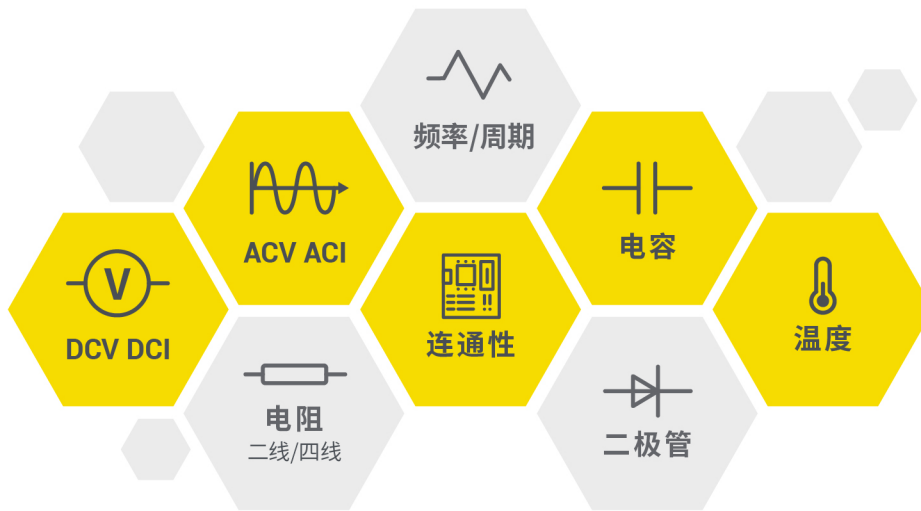 频率/周期
ACV ACI
电容
V
DCV DCI
连通性
温度
电阻
二线/四线
二极管